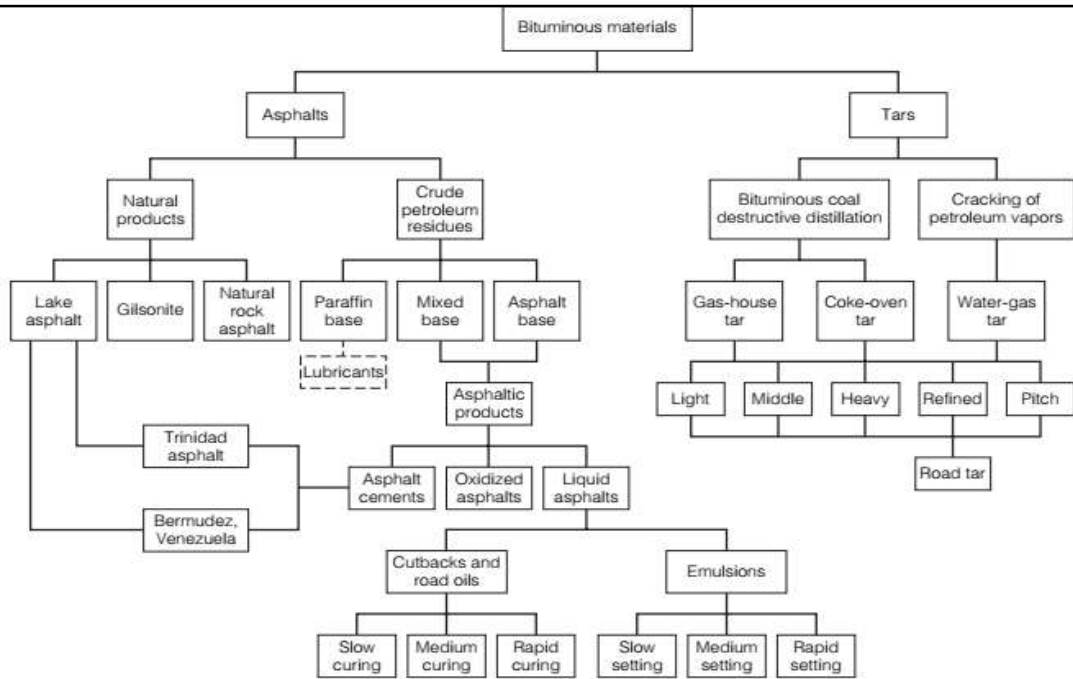 Bituminous materials
Asphalts
Tars
Natural
products
Crude
petroleum
residues
Bituminous coal
destructive distillation
Cracking of
petroleum vapors
Lake
asphalt
Gilsonite
Natural
rock
asphalt
Paraffin
base
Mixed
base
Asphalt
base
Gas-house
tar
Coke-oven
tar
Water-gas
tar
Lubricants
Light
Middle
Heavy
Refined
Pitch
Asphaltic
products
Trinidad
asphalt
Asphalt
cements
Oxidized
asphalts
Liquid
asphalts
Road tar
Bermudez,
Venezuela
Cutbacks and
road oils
Emulsions
Slow
curing
Medium
curing
Rapid
curing
Slow
setting
Medium
setting
Rapid
setting